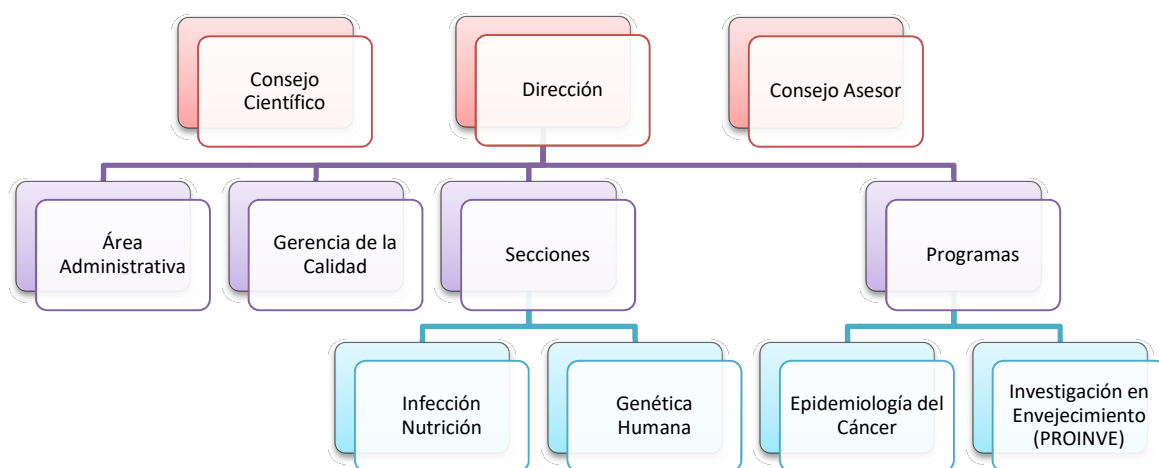 Consejo
Científico
Dirección
Consejo Asesor
Área
Administrativa
Gerencia de la
Calidad
Secciones
Programas
Infección
Nutrición
Genética
Humana
Epidemiología del
Cáncer
Investigación en
Envejecimiento
(PROINVE)